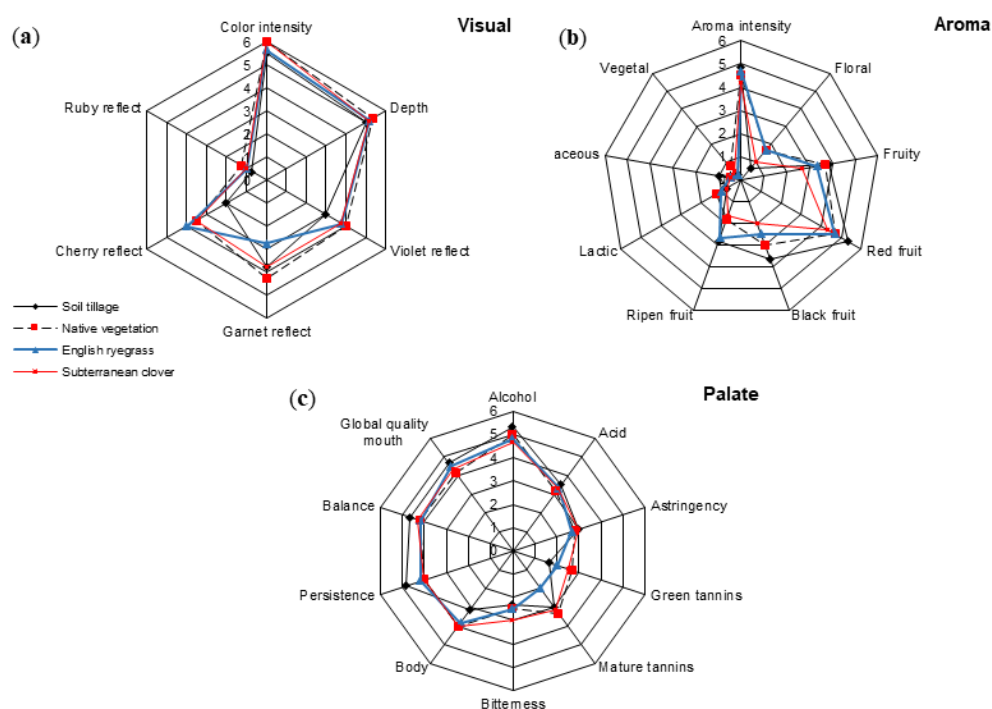 (a)
Visual
Color intensity
6
5
4
3
2
1
0
Depth
Violet reflect
Garnet reflect
Cherry reflect
Ruby reflect
(b)
Aroma
Aroma intensity
6
5
4
3
2
1
0
Floral
Fruity
Red fruit
Black fruit
Ripen fruit
Lactic
aceous
Vegetal
Soil tillage
Native vegetation
English ryegrass
Subterranean clover
(c)
Palate
Alcohol
6
5
4
3
2
1
0
Acid
Astringency
Green tannins
Mature tannins
Bitterness
Body
Persistence
Balance
Global quality
mouth